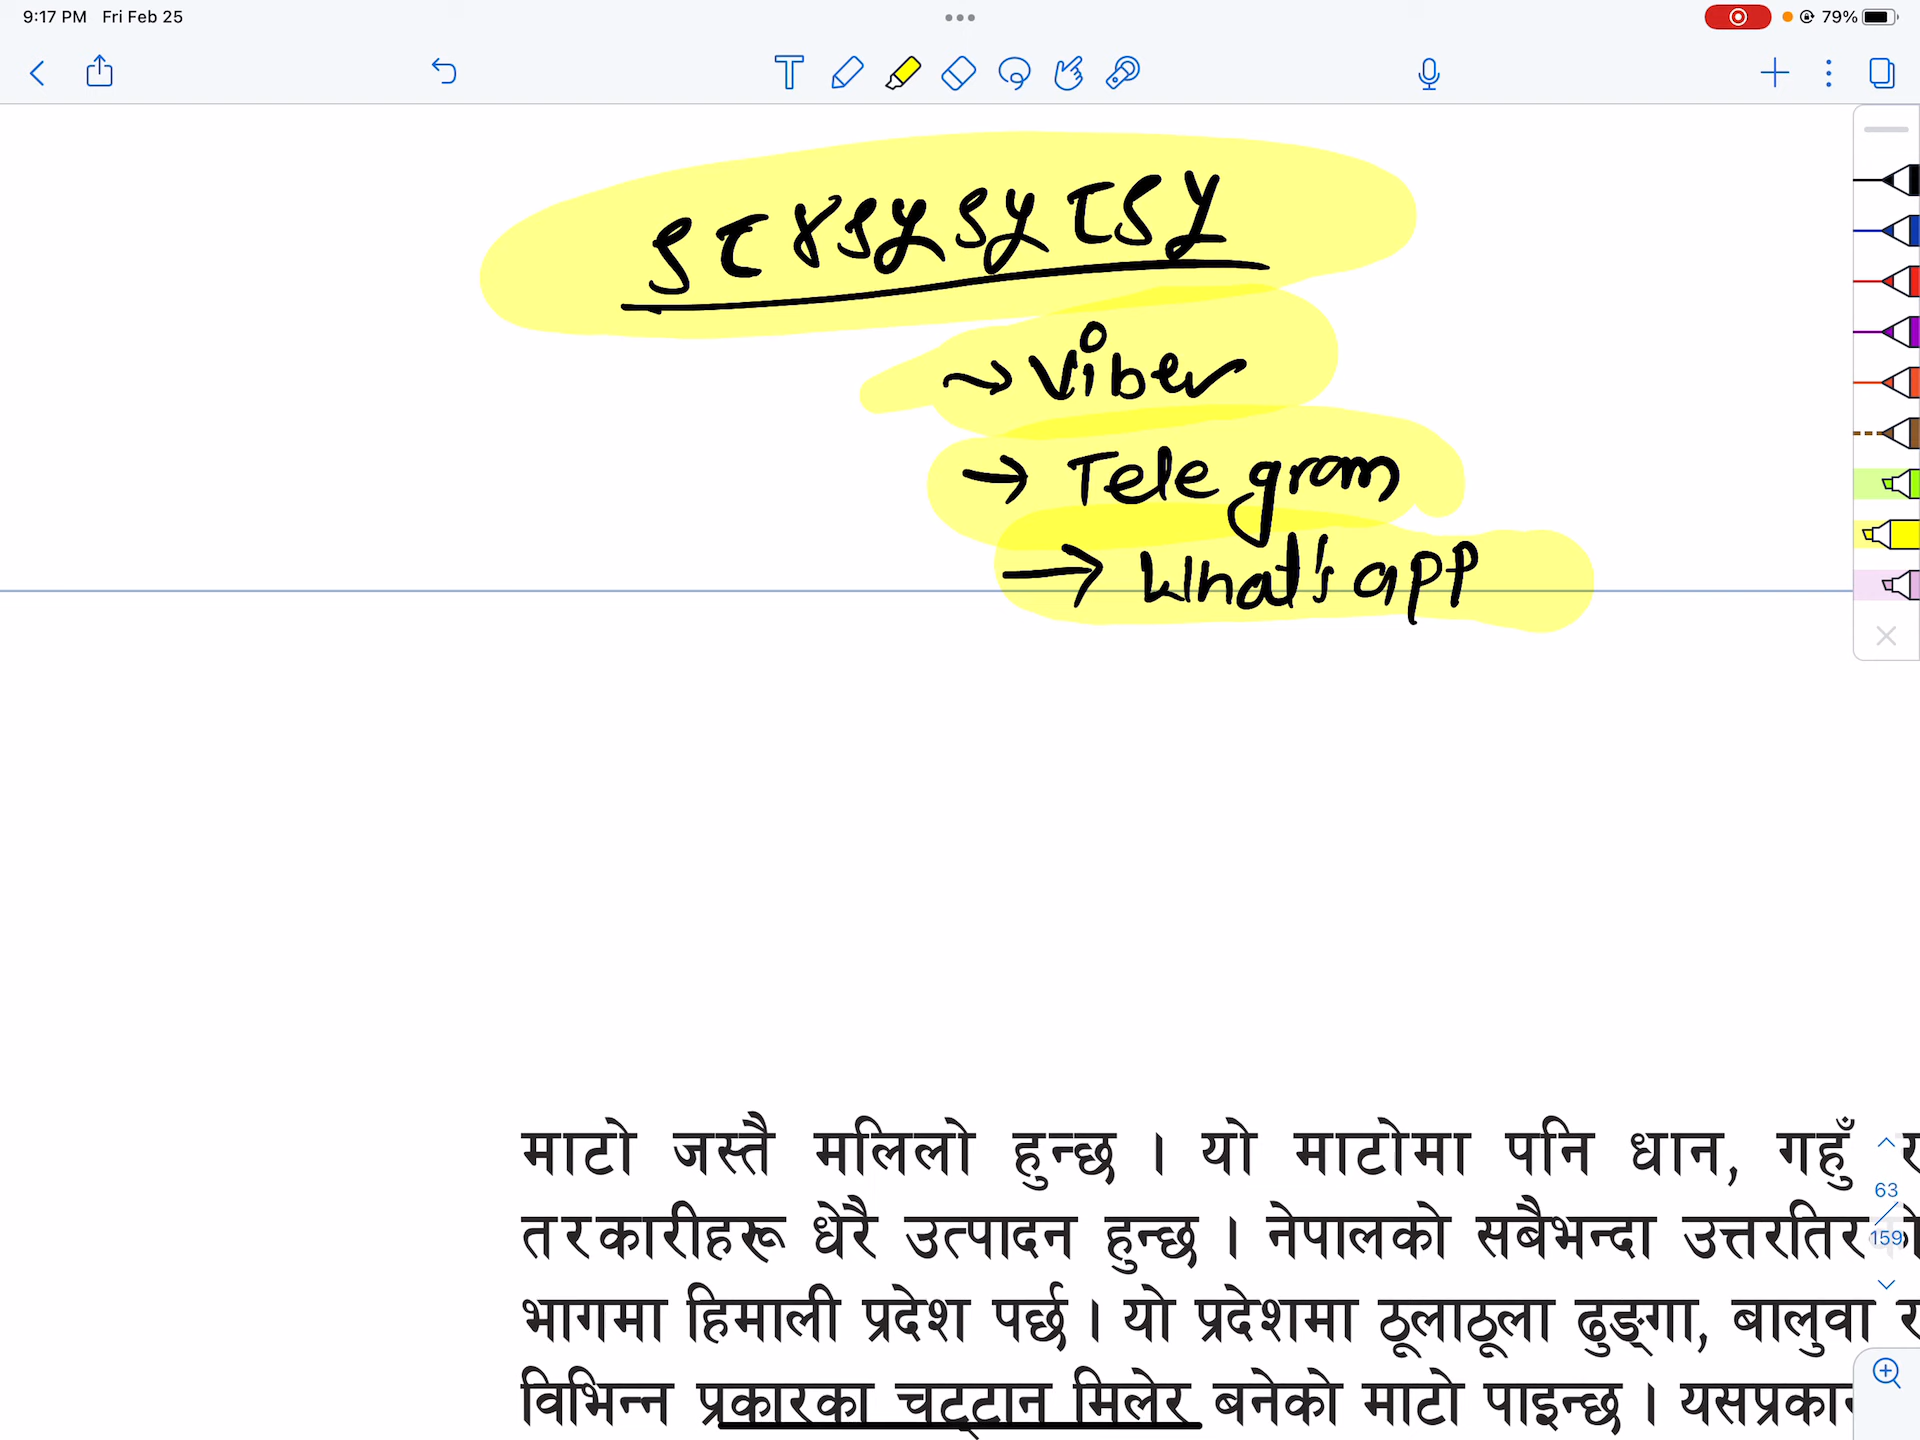 9:17 PM Fri Feb 25
79%
९८४९५९५८९५
→ Viber
→ Telegram
→ What's app
माटो जस्तै मलिलो हुन्छ । यो माटोमा पनि धान, गहुँ र
63
तरकारीहरू धेरै उत्पादन हुन्छ । नेपालको सबैभन्दा उत्तरतिर
159
भागमा हिमाली प्रदेश पर्छ । यो प्रदेशमा ठूलाठूला ढुङ्गा, बालुवा र
विभिन्न प्रकारका चट्टान मिलेर बनेको माटो पाइन्छ । यसप्रकार